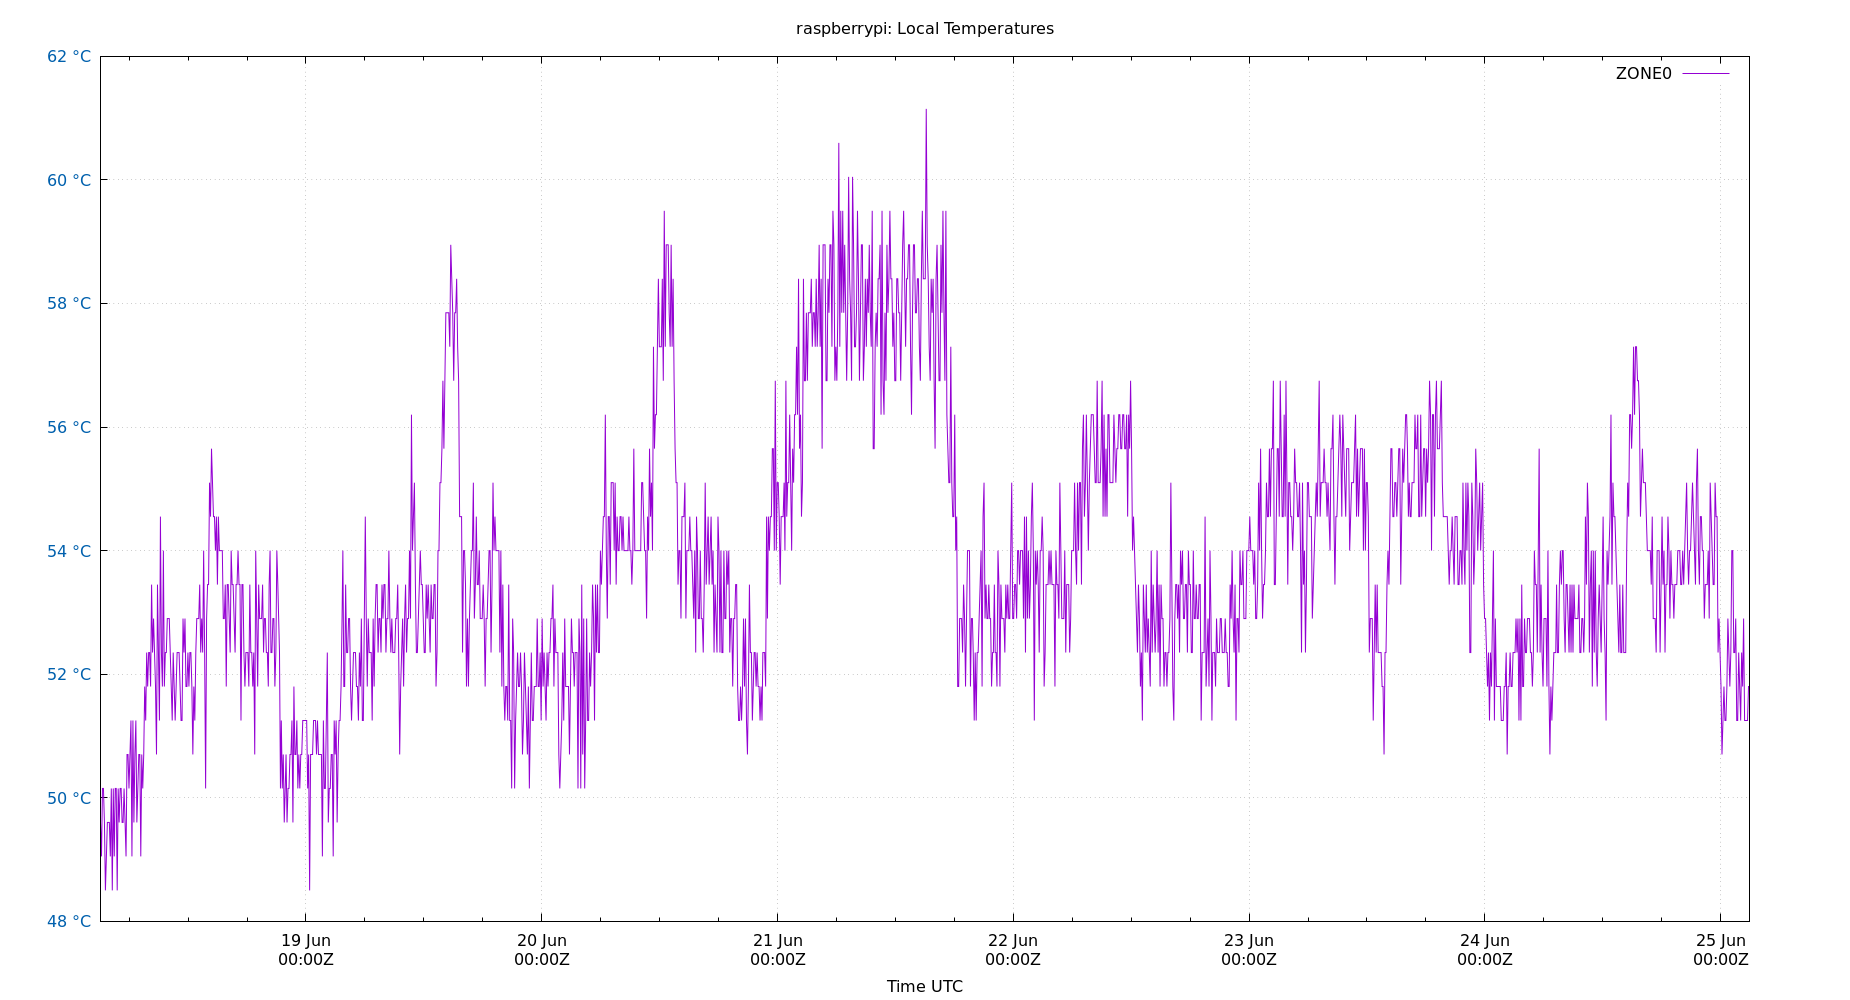 raspberrypi: Local Temperatures
62 °C
ZONE0
60 °C
58 °C
56 °C
54 °C
52 °C
50 °C
48 °C
19 Jun 20 Jun 21 Jun 22 Jun 23 Jun 24 Jun 25 Jun
00:00Z 00:00Z 00:00Z 00:00Z 00:00Z 00:00Z 00:00Z
Time UTC